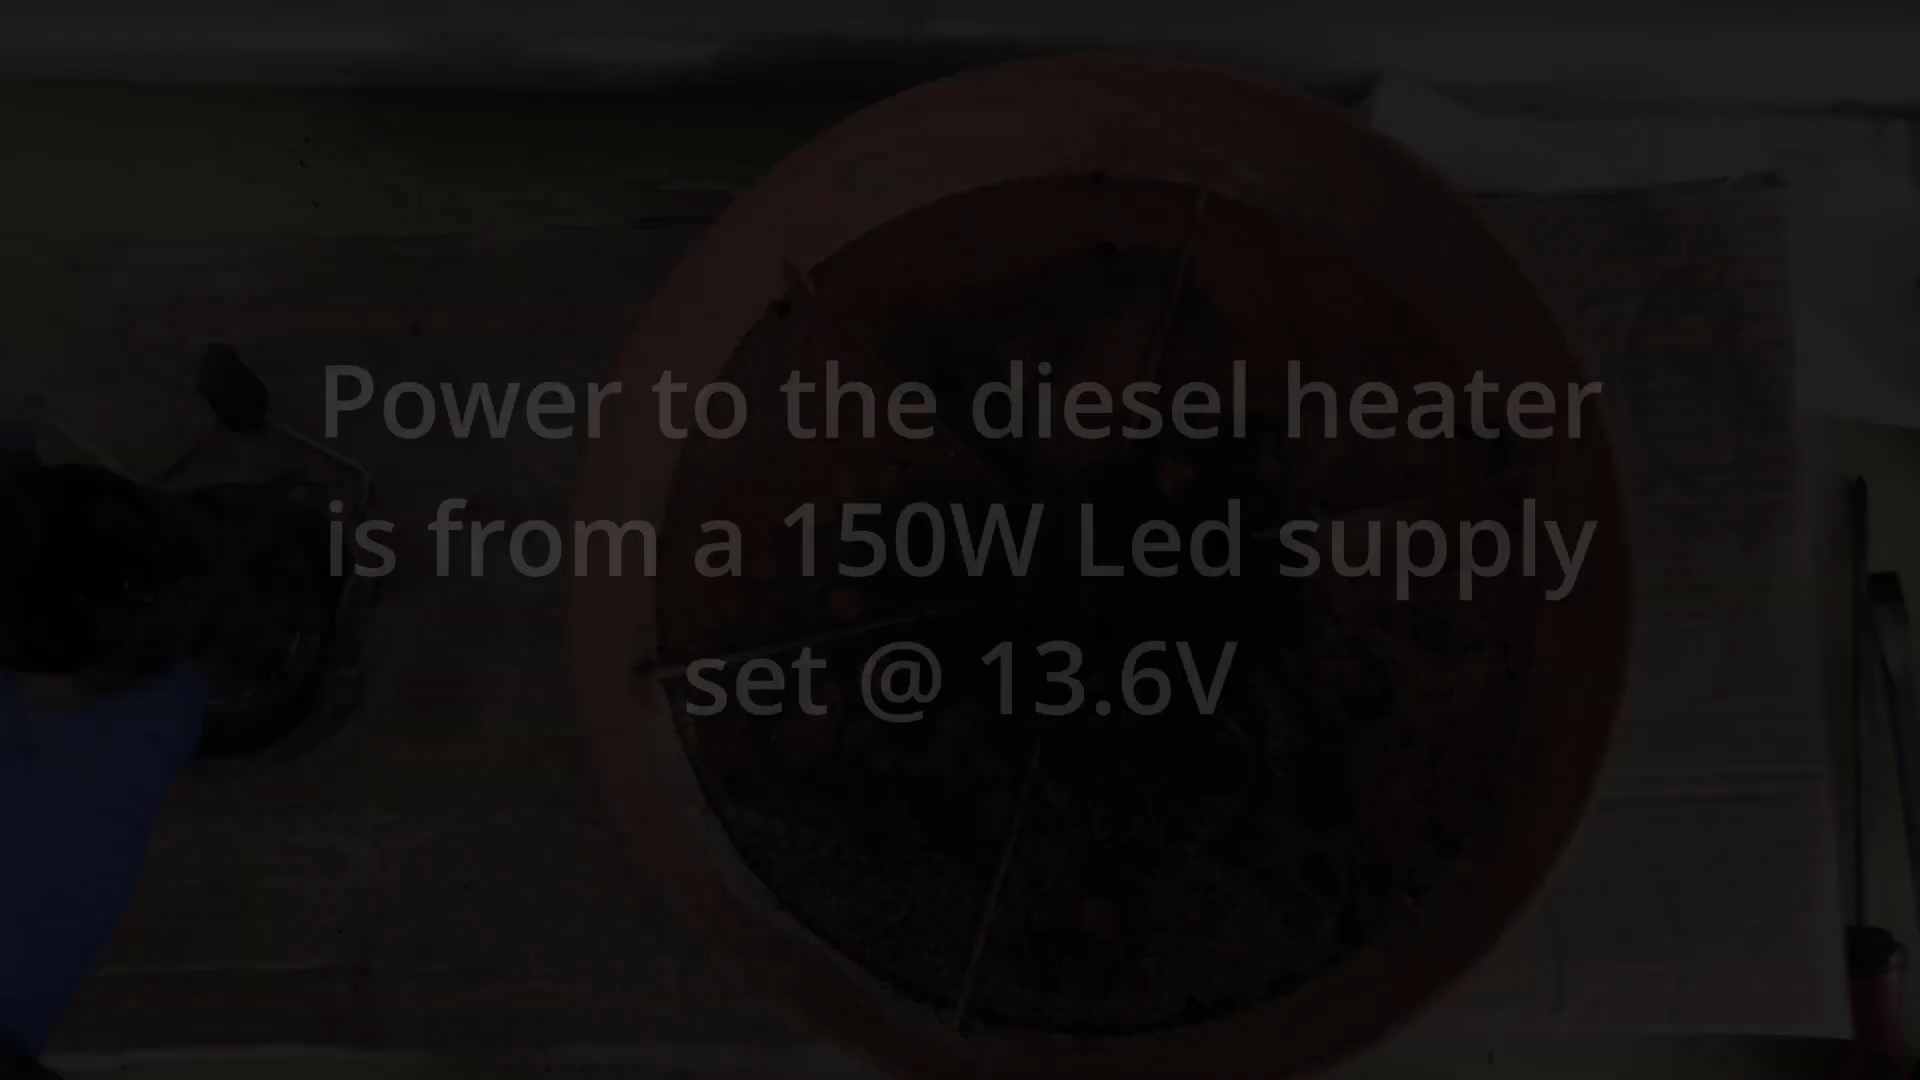 Power to the diesel heater
is from a 150W Led supply
set @ 13.6V